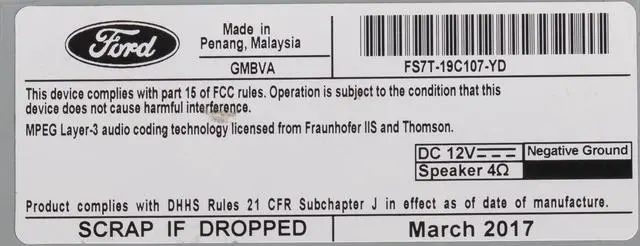 Ford
Made in
Penang, Malaysia
GMBVA
FS7T-19C107-YD
This device complies with part 15 of FCC rules. Operation is subject to the condition that this
device does not cause harmful interference.
MPEG Layer-3 audio coding technology licensed from Fraunhofer IIS and Thomson.
DC 12V⎓ Negative Ground
Speaker 4Ω
Product complies with DHHS Rules 21 CFR Subchapter J in effect as of date of manufacture.
SCRAP IF DROPPED March 2017